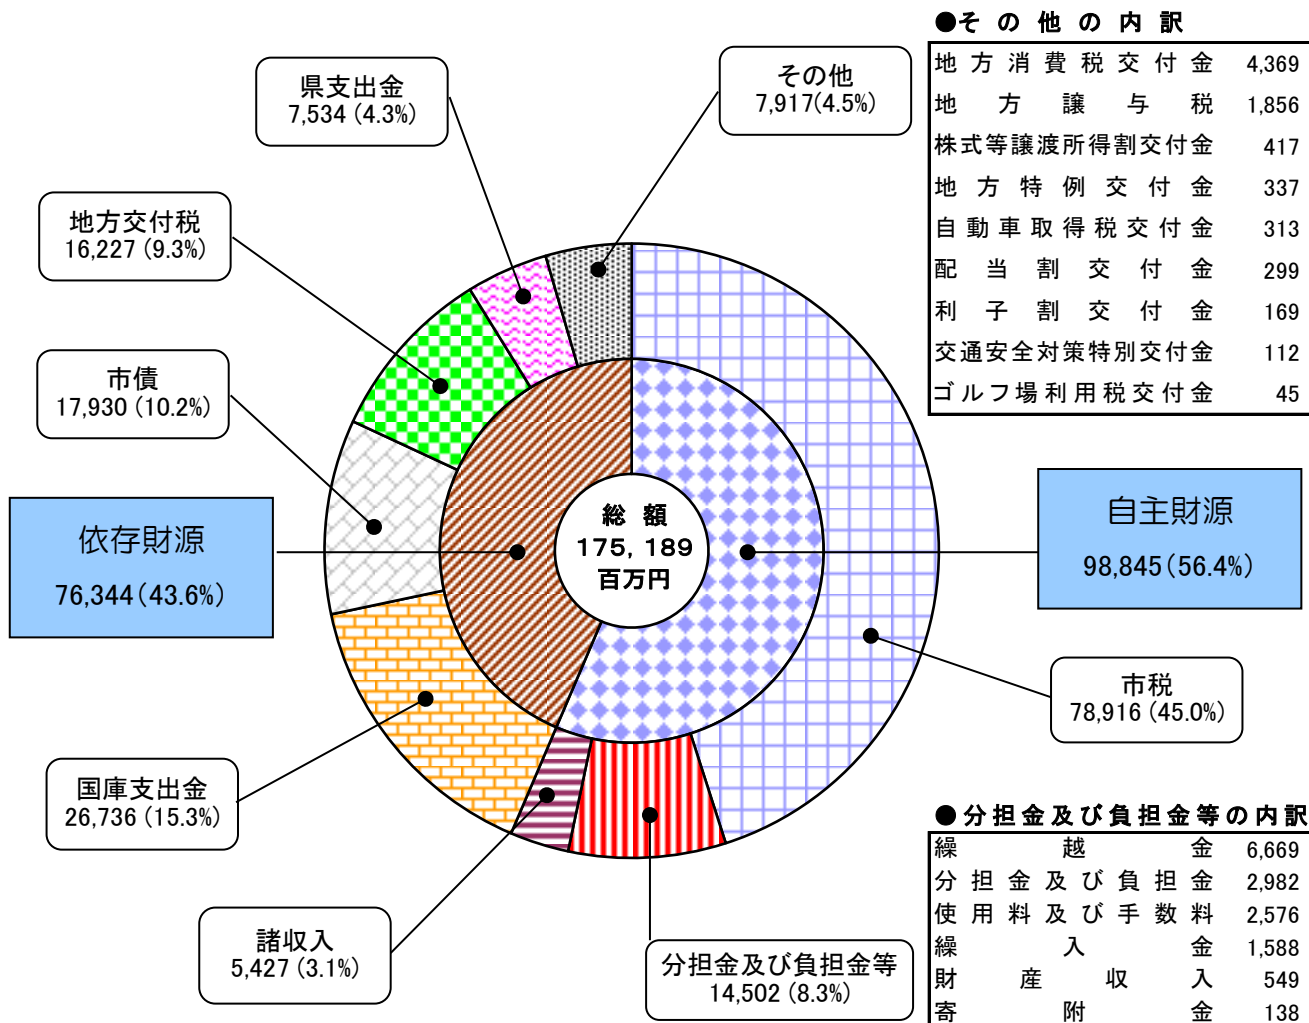 ●その他の内訳
地方消費税交付金 4,369
地方譲与税 1,856
株式等譲渡所得割交付金 417
地方特例交付金 337
自動車取得税交付金 313
配当割交付金 299
利子割交付金 169
交通安全対策特別交付金 112
ゴルフ場利用税交付金 45
その他
7,917(4.5%)
県支出金
7,534 (4.3%)
地方交付税
16,227 (9.3%)
市債
17,930 (10.2%)
依存財源
76,344(43.6%)
総額
175,189
百万円
自主財源
98,845(56.4%)
市税
78,916 (45.0%)
国庫支出金
26,736 (15.3%)
諸収入
5,427 (3.1%)
分担金及び負担金等
14,502 (8.3%)
●分担金及び負担金等の内訳
繰越金 6,669
分担金及び負担金 2,982
使用料及び手数料 2,576
繰入金 1,588
財産収入 549
寄附金 138